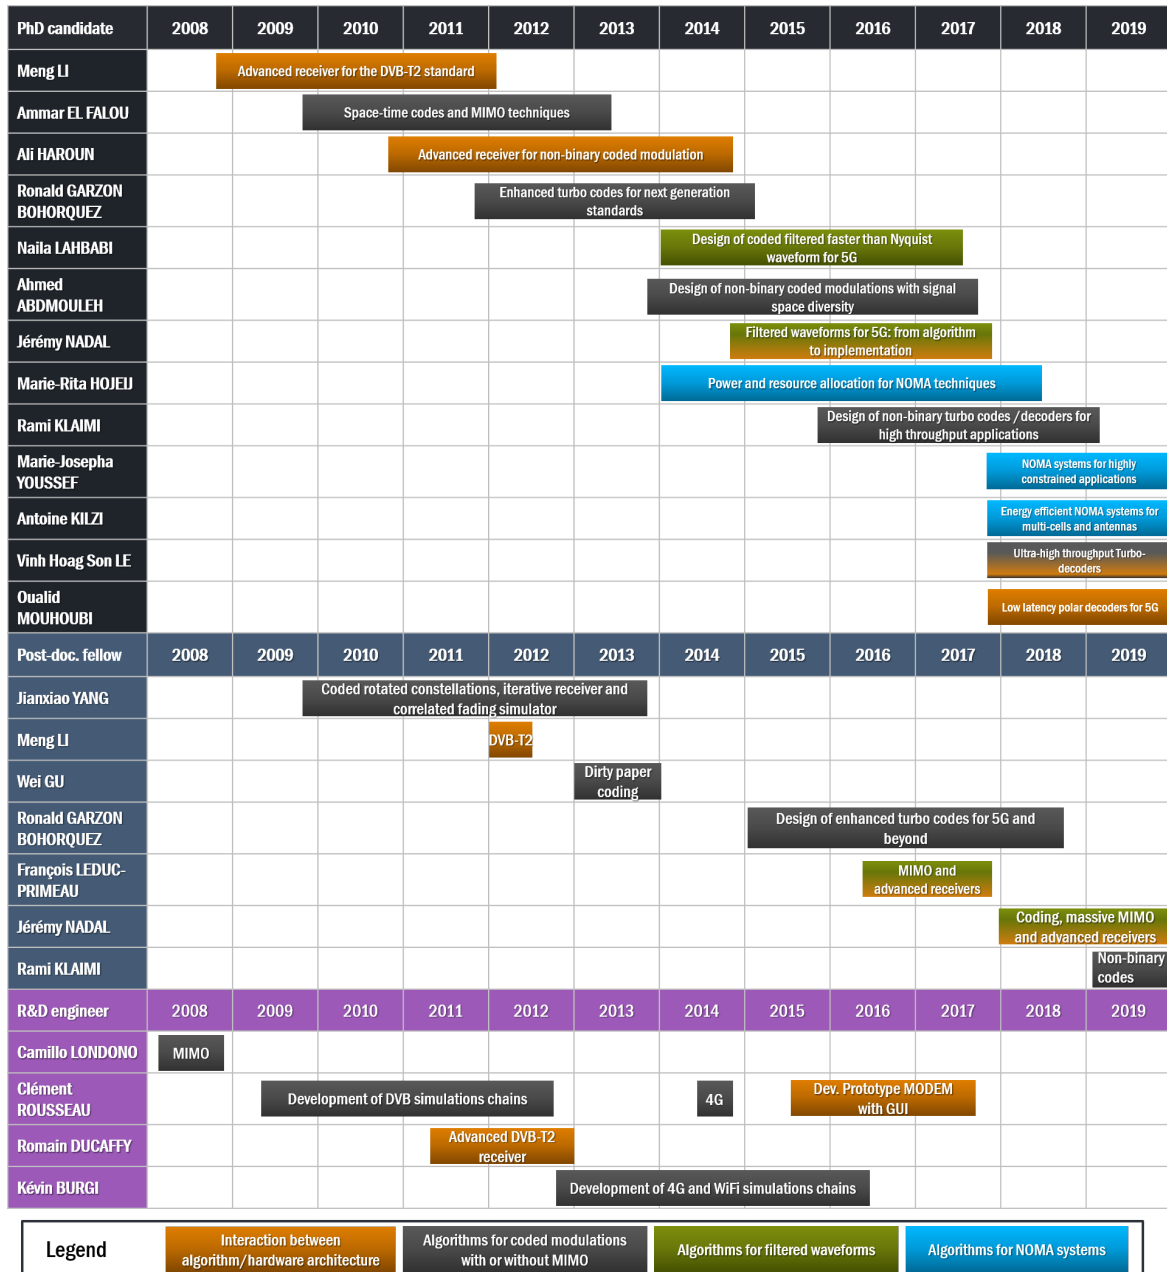 PhD candidate 2008 2009 2010 2011 2012 2013 2014 2015 2016 2017 2018 2019
Meng LI
Advanced receiver for the DVB-T2 standard
Ammar EL FALOU
Space-time codes and MIMO techniques
Ali HAROUN
Advanced receiver for non-binary coded modulation
Ronald GARZON
BOHORQUEZ
Enhanced turbo codes for next generation
standards
Naila LAHBABI
Design of coded filtered faster than Nyquist
waveform for 5G
Ahmed
ABDMOULEH
Design of non-binary coded modulations with signal
space diversity
Jérémy NADAL
Filtered waveforms for 5G: from algorithm
to implementation
Marie-Rita HOJEIJ
Power and resource allocation for NOMA techniques
Rami KLAIMI
Design of non-binary turbo codes /decoders for
high throughput applications
Marie-Josepha
YOUSSEF
NOMA systems for highly
constrained applications
Antoine KILZI
Energy efficient NOMA systems for
multi-cells and antennas
Vinh Hoag Son LE
Ultra-high throughput Turbo-
decoders
Oualid
MOUHOUBI
Low latency polar decoders for 5G
Post-doc. fellow 2008 2009 2010 2011 2012 2013 2014 2015 2016 2017 2018 2019
Jianxiao YANG
Coded rotated constellations, iterative receiver and
correlated fading simulator
Meng LI
DVB-T2
Wei GU
Dirty paper
coding
Ronald GARZON
BOHORQUEZ
Design of enhanced turbo codes for 5G and
beyond
François LEDUC-
PRIMEAU
MIMO and
advanced receivers
Jérémy NADAL
Coding, massive MIMO
and advanced receivers
Rami KLAIMI
Non-binary
codes
R&D engineer 2008 2009 2010 2011 2012 2013 2014 2015 2016 2017 2018 2019
Camillo LONDONO
MIMO
Clément
ROUSSEAU
Development of DVB simulations chains
4G
Dev. Prototype MODEM
with GUI
Romain DUCAFFY
Advanced DVB-T2
receiver
Kévin BURGI
Development of 4G and WiFi simulations chains
Legend
Interaction between
algorithm/hardware architecture
Algorithms for coded modulations
with or without MIMO
Algorithms for filtered waveforms
Algorithms for NOMA systems